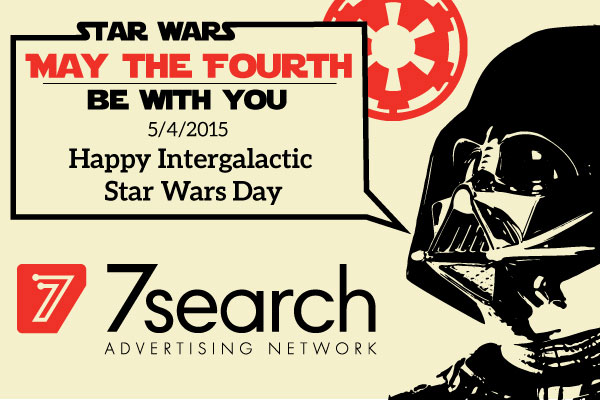 STAR WARS
MAY THE FOURTH
BE WITH YOU
5/4/2015
Happy Intergalactic
Star Wars Day
7
7search
ADVERTISING NETWORK